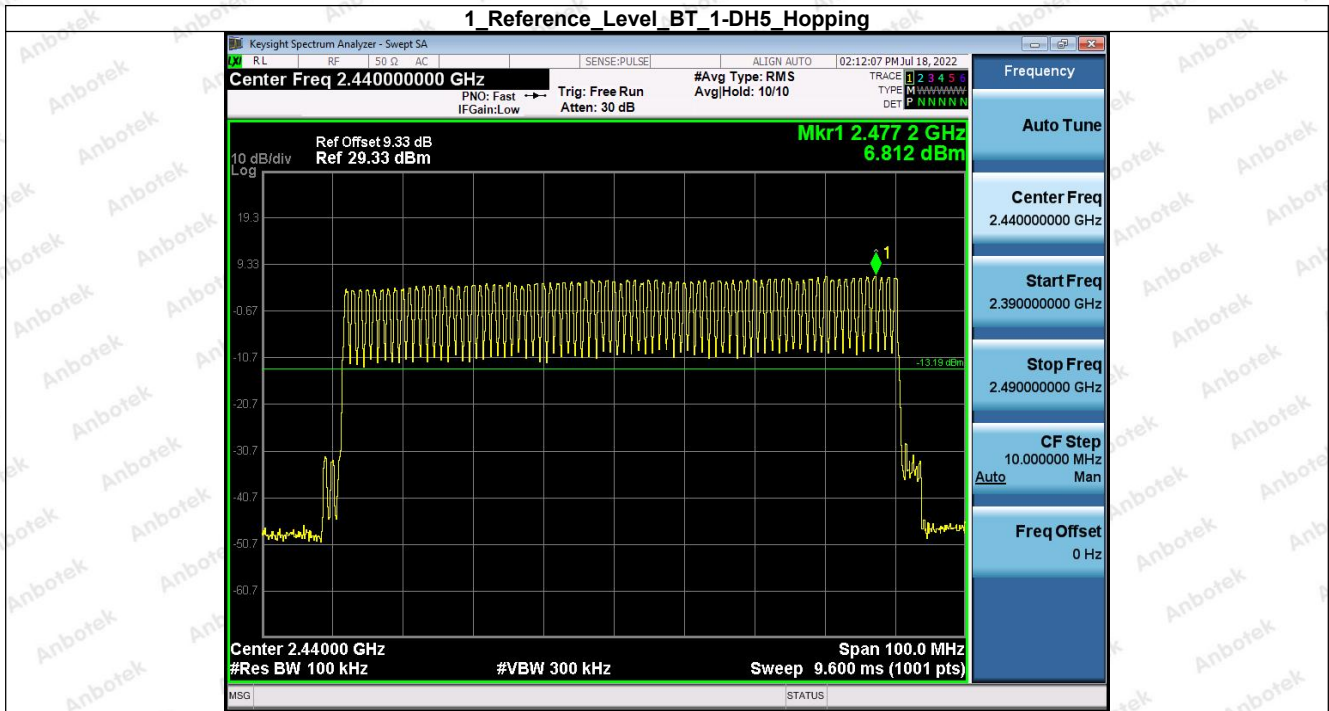 1_Reference_Level_BT_1-DH5_Hopping
Keysight Spectrum Analyzer - Swept SA
LXI RL RF 50 Ω AC SENSE:PULSE ALIGN AUTO 02:12:07 PM Jul 18, 2022
Center Freq 2.440000000 GHz
PNO: Fast
IFGain:Low
Trig: Free Run
Atten: 30 dB
#Avg Type: RMS
Avg|Hold: 10/10
TRACE 1 2 3 4 5 6
TYPE M WWWWW
DET P N N N N N
Mkr1 2.477 2 GHz
6.812 dBm
Ref Offset 9.33 dB
10 dB/div Ref 29.33 dBm
Log
19.3
9.33
-0.67
-10.7
-20.7
-30.7
-40.7
-50.7
-60.7
1
-13.19 dBm
Center 2.44000 GHz Span 100.0 MHz
#Res BW 100 kHz #VBW 300 kHz Sweep 9.600 ms (1001 pts)
MSG STATUS
Frequency
Auto Tune
Center Freq
2.440000000 GHz
Start Freq
2.390000000 GHz
Stop Freq
2.490000000 GHz
CF Step
10.000000 MHz
Auto Man
Freq Offset
0 Hz
Anbotek